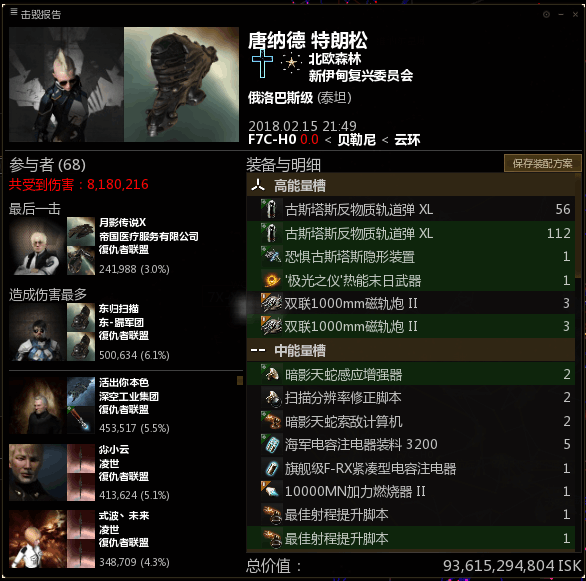 击毁报告
唐纳德 特朗松
北欧森林
新伊甸复兴委员会
俄洛巴斯级 (泰坦)
2018.02.15 21:49
F7C-H0 0.0 < 贝勒尼 < 云环
参与者 (68)
共受到伤害：8,180,216
最后一击
月影传说X
帝国医疗服务有限公司
復仇者联盟
241,988 (3.0%)
造成伤害最多
东归扫描
东-归军团
復仇者联盟
500,634 (6.1%)
活出你本色
深空工业集团
復仇者联盟
453,517 (5.5%)
尛小云
凌世
復仇者联盟
413,624 (5.1%)
式波丶未来
凌世
復仇者联盟
348,709 (4.3%)
装备与明细
保存装配方案
高能量槽
古斯塔斯反物质轨道弹 XL 56
古斯塔斯反物质轨道弹 XL 112
恐惧古斯塔斯隐形装置 1
'极光之仪'热能末日武器 1
双联1000mm磁轨炮 II 3
双联1000mm磁轨炮 II 3
中能量槽
暗影天蛇感应增强器 2
扫描分辨率修正脚本 2
暗影天蛇索敌计算机 2
海军电容注电器装料 3200 5
旗舰级F-RX紧凑型电容注电器 1
10000MN加力燃烧器 II 1
最佳射程提升脚本 1
最佳射程提升脚本 1
总价值： 93,615,294,804 ISK